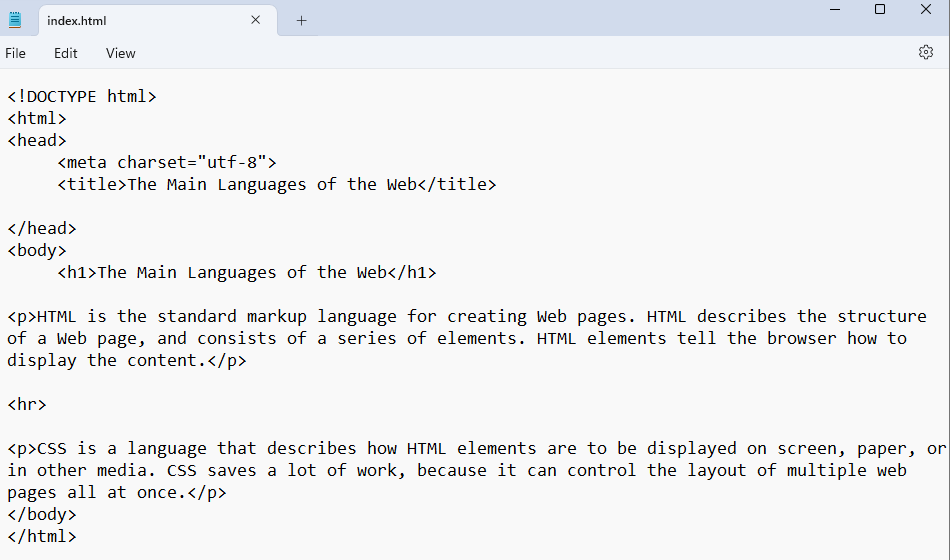 index.html
File Edit View
<!DOCTYPE html>
<html>
<head>
     <meta charset="utf-8">
     <title>The Main Languages of the Web</title>
</head>
<body>
     <h1>The Main Languages of the Web</h1>
<p>HTML is the standard markup language for creating Web pages. HTML describes the structure
of a Web page, and consists of a series of elements. HTML elements tell the browser how to
display the content.</p>
<hr>
<p>CSS is a language that describes how HTML elements are to be displayed on screen, paper, or
in other media. CSS saves a lot of work, because it can control the layout of multiple web
pages all at once.</p>
</body>
</html>